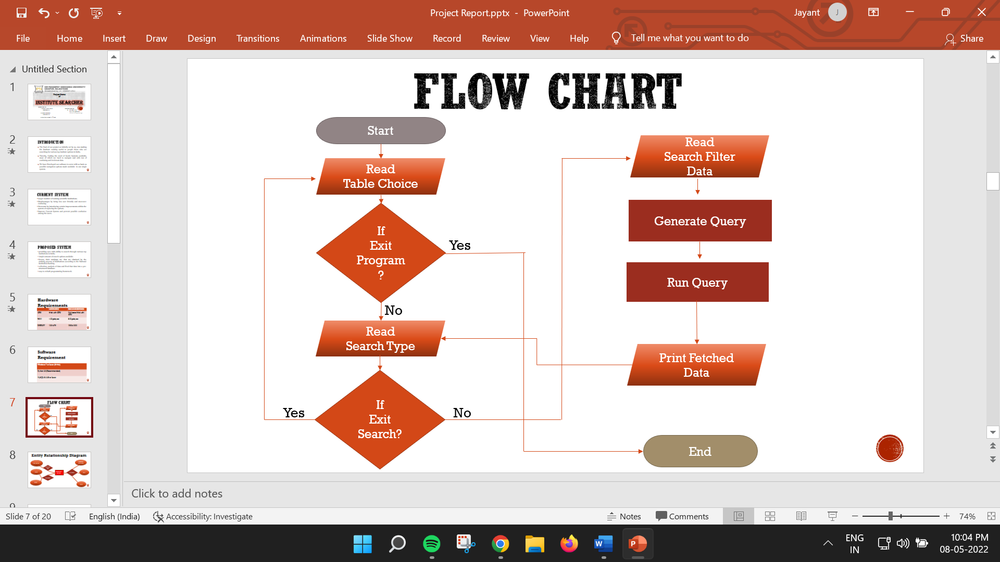 Project Report.pptx - PowerPoint
Jayant
J
File
Home
Insert
Draw
Design
Transitions
Animations
Slide Show
Record
Review
View
Help
Tell me what you want to do
Share
Untitled Section
1
INSTITUTE SEARCHER
2
INTRODUCTION
3
CURRENT SYSTEM
4
PROPOSED SYSTEM
5
Hardware
Requirements
6
Software
Requirement
7
FLOW CHART
8
Entity Relationship Diagram
9
FLOW CHART
Start
Read
Table Choice
If
Exit
Program
?
Yes
No
Read
Search Type
If
Exit
Search?
Yes
No
Read
Search Filter
Data
Generate Query
Run Query
Print Fetched
Data
End
Click to add notes
Slide 7 of 20
English (India)
Accessibility: Investigate
Notes
Comments
74%
ENG
IN
10:04 PM
08-05-2022